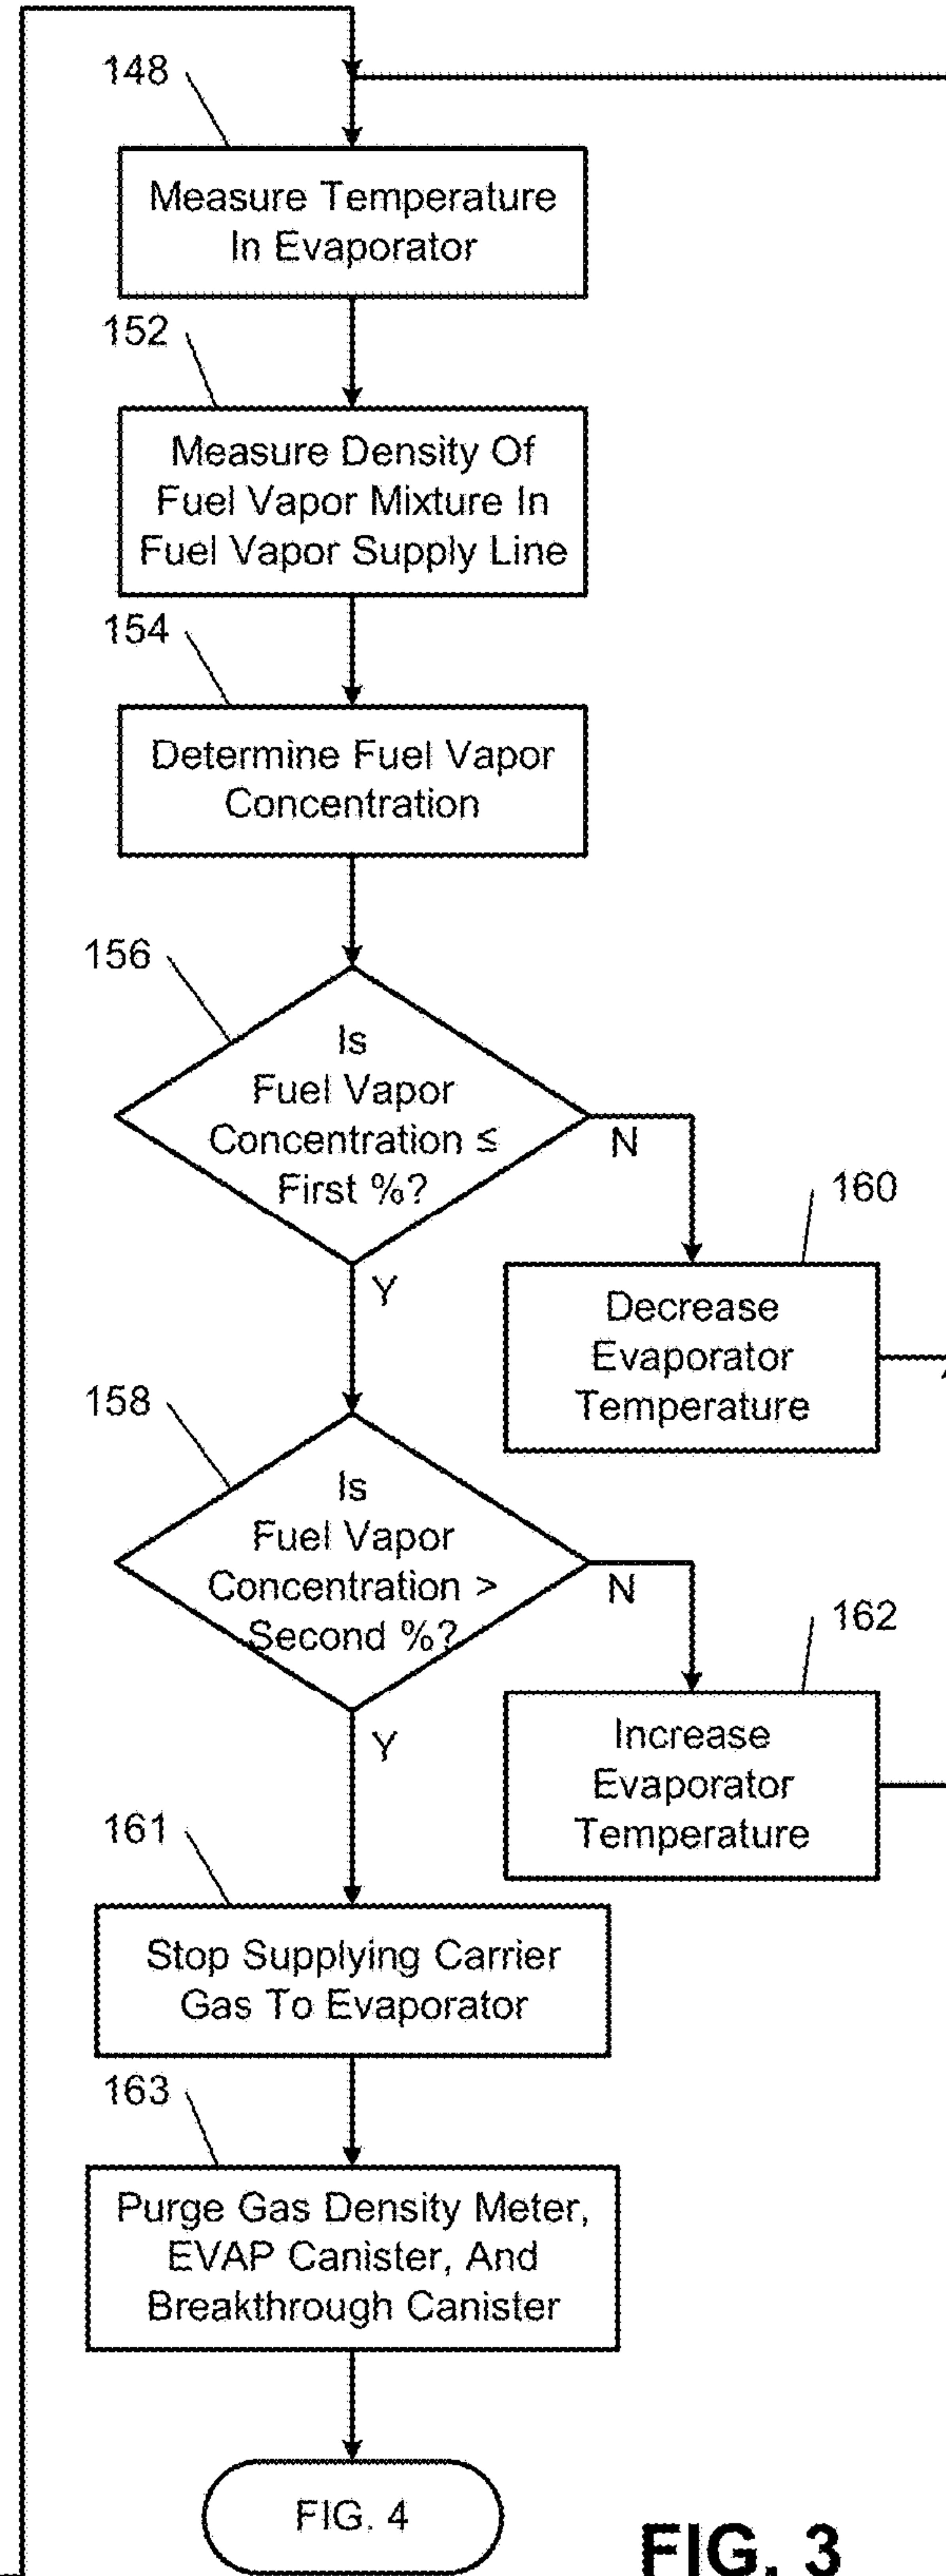 148
Measure Temperature
In Evaporator
152
Measure Density Of
Fuel Vapor Mixture In
Fuel Vapor Supply Line
154
Determine Fuel Vapor
Concentration
156
Is
Fuel Vapor
Concentration ≤
First %?
N
Y
160
Decrease
Evaporator
Temperature
158
Is
Fuel Vapor
Concentration >
Second %?
N
Y
162
Increase
Evaporator
Temperature
161
Stop Supplying Carrier
Gas To Evaporator
163
Purge Gas Density Meter,
EVAP Canister, And
Breakthrough Canister
FIG. 4
FIG. 3